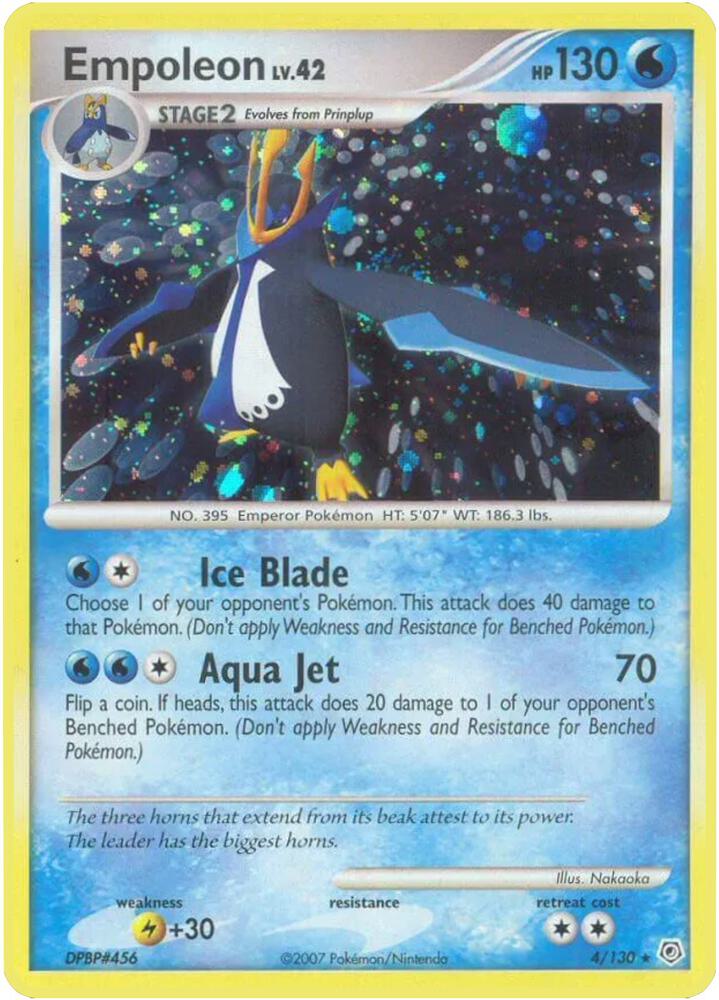 Empoleon LV.42 HP 130
STAGE2 Evolves from Prinplup
NO. 395 Emperor Pokémon HT: 5'07" WT: 186.3 lbs.
Ice Blade
Choose 1 of your opponent's Pokémon. This attack does 40 damage to
that Pokémon. (Don't apply Weakness and Resistance for Benched Pokémon.)
Aqua Jet 70
Flip a coin. If heads, this attack does 20 damage to 1 of your opponent's
Benched Pokémon. (Don't apply Weakness and Resistance for Benched
Pokémon.)
The three horns that extend from its beak attest to its power.
The leader has the biggest horns.
Illus. Nakaoka
weakness resistance retreat cost
+30
DPBP#456 ©2007 Pokémon/Nintendo 4/130